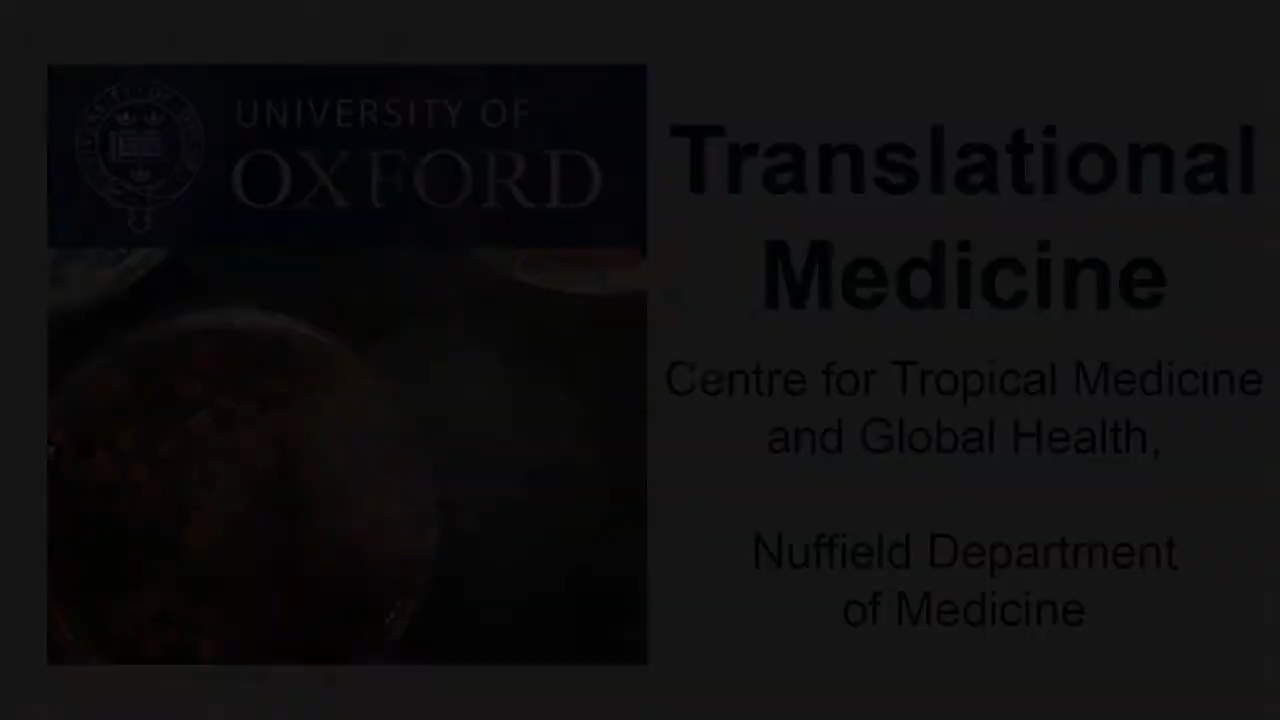 UNIVERSITY OF
OXFORD
Translational
Medicine
Centre for Tropical Medicine
and Global Health,
Nuffield Department
of Medicine